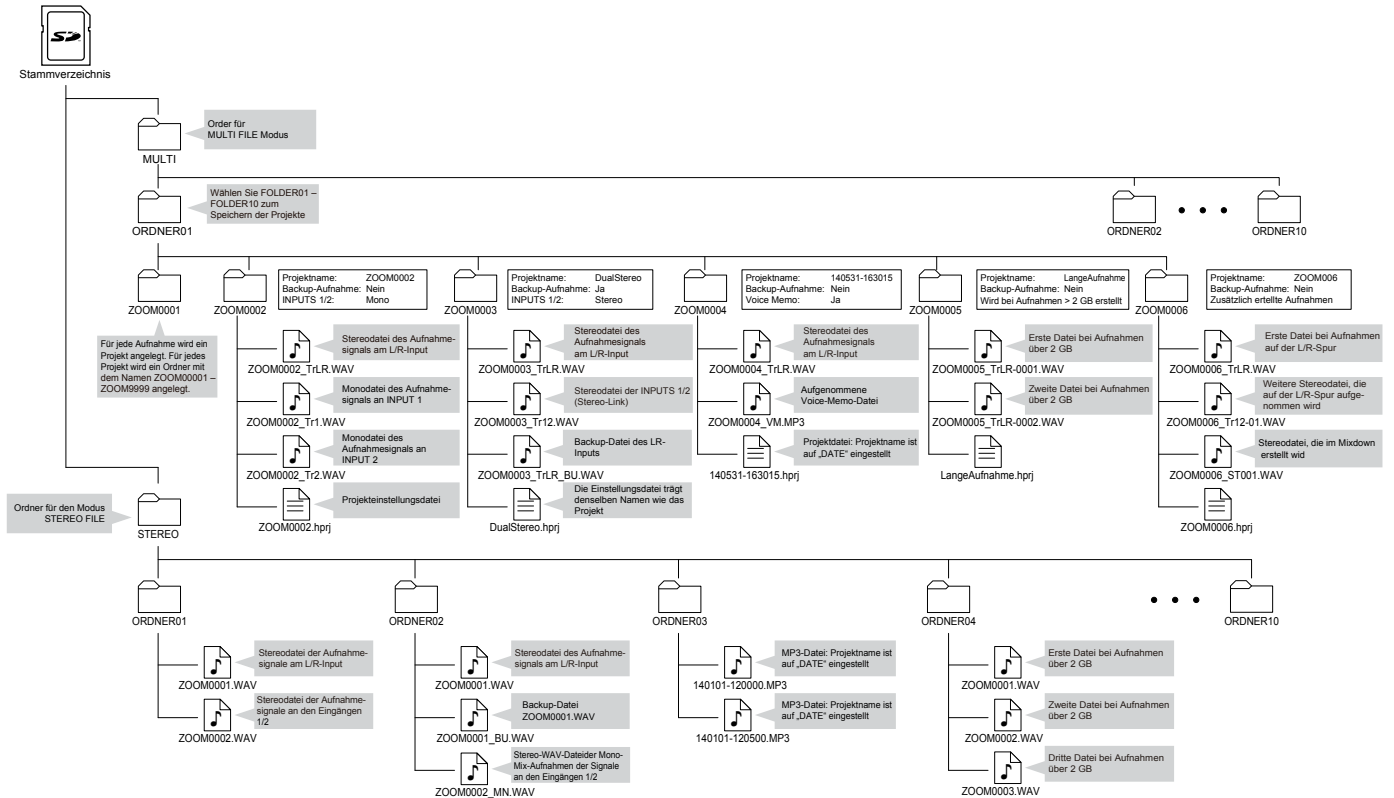 SD
Stammverzeichnis
Order für
MULTI FILE Modus
MULTI
Wählen Sie FOLDER01 –
FOLDER10 zum
Speichern der Projekte
ORDNER01
ORDNER02
ORDNER10
ZOOM0001
Für jede Aufnahme wird ein
Projekt angelegt. Für jedes
Projekt wird ein Ordner mit
dem Namen ZOOM00001 –
ZOOM9999 angelegt.
ZOOM0002
Projektname: ZOOM0002
Backup-Aufnahme: Nein
INPUTS 1/2: Mono
Stereodatei des Aufnahme-
signals am L/R-Input
ZOOM0002_TrLR.WAV
Monodatei des Aufnahme-
signals an INPUT 1
ZOOM0002_Tr1.WAV
Monodatei des
Aufnahmesignals an
INPUT 2
ZOOM0002_Tr2.WAV
Projekteinstellungsdatei
ZOOM0002.hprj
ZOOM0003
Projektname: DualStereo
Backup-Aufnahme: Ja
INPUTS 1/2: Stereo
Stereodatei des
Aufnahmesignals
am L/R-Input
ZOOM0003_TrLR.WAV
Stereodatei der INPUTS 1/2
(Stereo-Link)
ZOOM0003_Tr12.WAV
Backup-Datei des LR-
Inputs
ZOOM0003_TrLR_BU.WAV
Die Einstellungsdatei trägt
denselben Namen wie das
Projekt
DualStereo.hprj
ZOOM0004
Projektname: 140531-163015
Backup-Aufnahme: Nein
Voice Memo: Ja
Stereodatei des
Aufnahmesignals
am L/R-Input
ZOOM0004_TrLR.WAV
Aufgenommene
Voice-Memo-Datei
ZOOM0004_VM.MP3
Projektdatei: Projektname ist
auf „DATE" eingestellt
140531-163015.hprj
ZOOM0005
Projektname: LangeAufnahme
Backup-Aufnahme: Nein
Wird bei Aufnahmen > 2 GB erstellt
Erste Datei bei Aufnahmen
über 2 GB
ZOOM0005_TrLR-0001.WAV
Zweite Datei bei Aufnahmen
über 2 GB
ZOOM0005_TrLR-0002.WAV
LangeAufnahme.hprj
ZOOM0006
Projektname: ZOOM006
Backup-Aufnahme: Nein
Zusätzlich ertellte Aufnahmen
Erste Datei bei Aufnahmen
auf der L/R-Spur
ZOOM0006_TrLR.WAV
Weitere Stereodatei, die
auf der L/R-Spur aufge-
nommen wird
ZOOM0006_Tr12-01.WAV
Stereodatei, die im Mixdown
erstellt wid
ZOOM0006_ST001.WAV
ZOOM0006.hprj
Ordner für den Modus
STEREO FILE
STEREO
ORDNER01
Stereodatei der Aufnahme-
signale am L/R-Input
ZOOM0001.WAV
Stereodatei der Aufnahme-
signale an den Eingängen
1/2
ZOOM0002.WAV
ORDNER02
Stereodatei des Aufnahme-
signals am L/R-Input
ZOOM0001.WAV
Backup-Datei
ZOOM0001.WAV
ZOOM0001_BU.WAV
Stereo-WAV-Dateider Mono-
Mix-Aufnahmen der Signale
an den Eingängen 1/2
ZOOM0002_MN.WAV
ORDNER03
MP3-Datei: Projektname ist
auf „DATE" eingestellt
140101-120000.MP3
MP3-Datei: Projektname ist
auf „DATE" eingestellt
140101-120500.MP3
ORDNER04
Erste Datei bei Aufnahmen
über 2 GB
ZOOM0001.WAV
Zweite Datei bei Aufnahmen
über 2 GB
ZOOM0002.WAV
Dritte Datei bei Aufnahmen
über 2 GB
ZOOM0003.WAV
ORDNER10